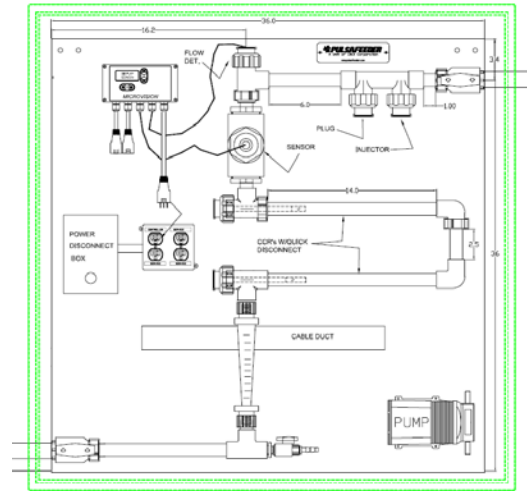 36.0
16.2
FLOW
DET.
PULSAFEEDER
3.4
MICROVISION
6.0
1.00
PLUG
INJECTOR
SENSOR
14.0
POWER
DISCONNECT
BOX
CCR's W/QUICK
DISCONNECT
2.5
36
CABLE DUCT
PUMP